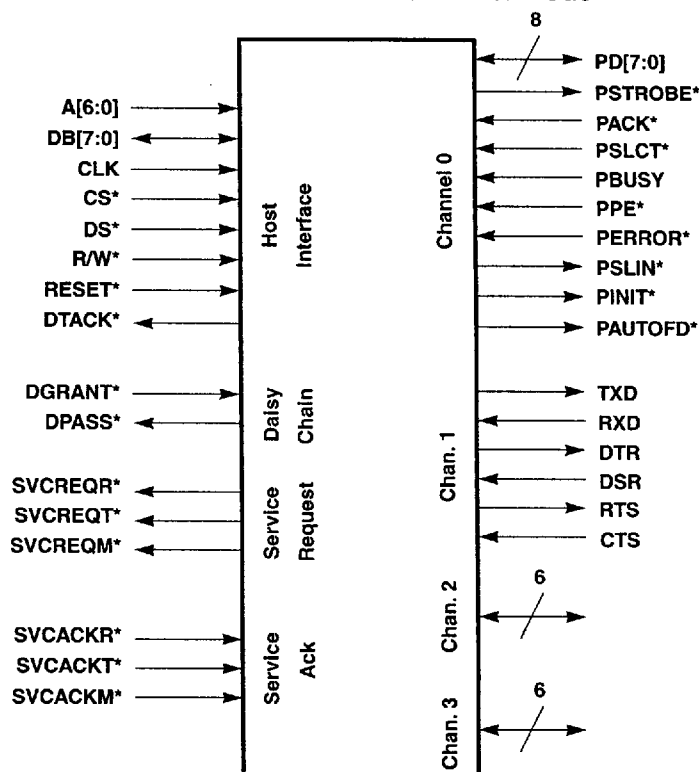 8
PD[7:0]
PSTROBE*
PACK*
PSLCT*
PBUSY
PPE*
PERROR*
PSLIN*
PINIT*
PAUTOFD*
Channel 0
A[6:0]
DB[7:0]
CLK
CS*
DS*
R/W*
RESET*
DTACK*
Host
Interface
DGRANT*
DPASS*
Daisy
Chain
TXD
RXD
DTR
DSR
RTS
CTS
Chan. 1
SVCREQR*
SVCREQT*
SVCREQM*
Service
Request
6
Chan. 2
SVCACKR*
SVCACKT*
SVCACKM*
Service
Ack
6
Chan. 3